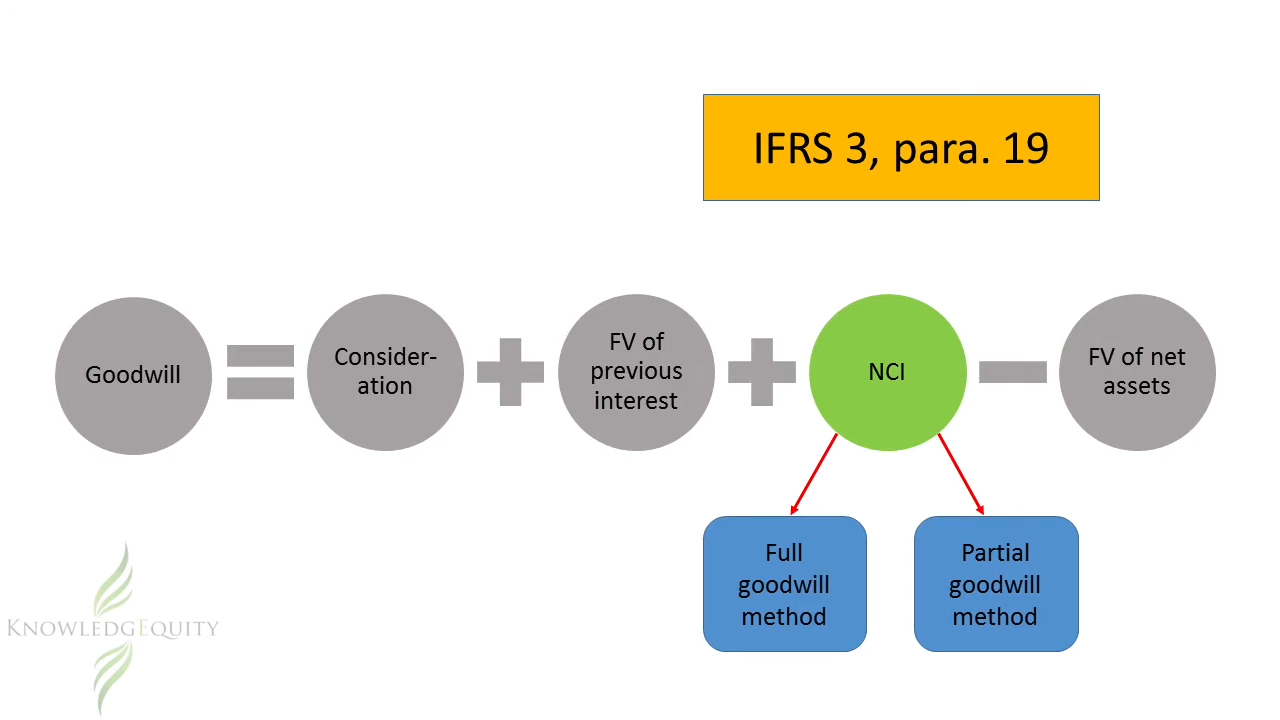 IFRS 3, para. 19
Goodwill
Consider-
ation
FV of
previous
interest
NCI
FV of net
assets
Full
goodwill
method
Partial
goodwill
method
KNOWLEDGEQUITY